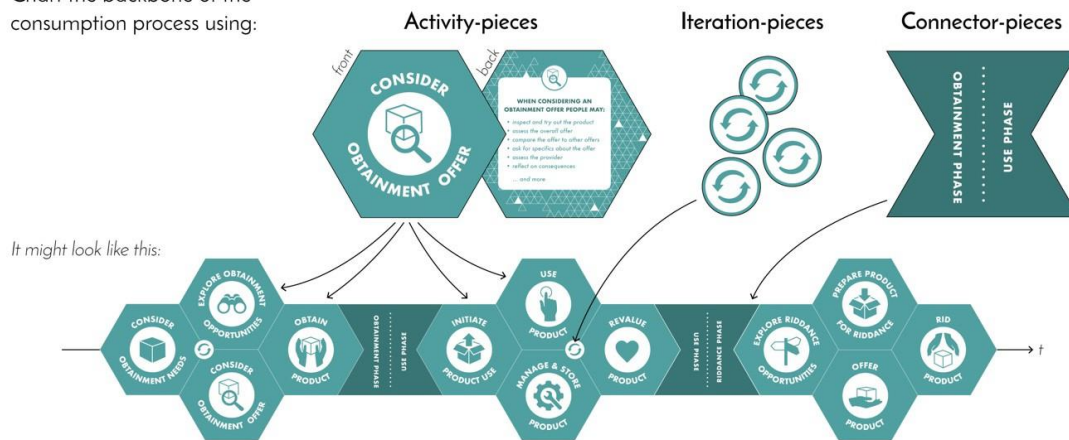 Chart the backbone of the
consumption process using:
Activity-pieces
Iteration-pieces
Connector-pieces
front
back
CONSIDER
OBTAINMENT OFFER
WHEN CONSIDERING AN
OBTAINMENT OFFER PEOPLE MAY:
• inspect and try out the product
• assess the overall offer
• compare the offer to other offers
• ask for specifics about the offer
• assess the provider
• reflect on consequences
... and more
OBTAINMENT PHASE
USE PHASE
It might look like this:
CONSIDER
OBTAINMENT NEEDS
EXPLORE OBTAINMENT
OPPORTUNITIES
CONSIDER
OBTAINMENT OFFER
OBTAIN
PRODUCT
OBTAINMENT PHASE
USE PHASE
INITIATE
PRODUCT USE
USE
PRODUCT
MANAGE & STORE
PRODUCT
REVALUE
PRODUCT
USE PHASE
RIDDANCE PHASE
EXPLORE RIDDANCE
OPPORTUNITIES
PREPARE PRODUCT
FOR RIDDANCE
OFFER
PRODUCT
RID
PRODUCT
t